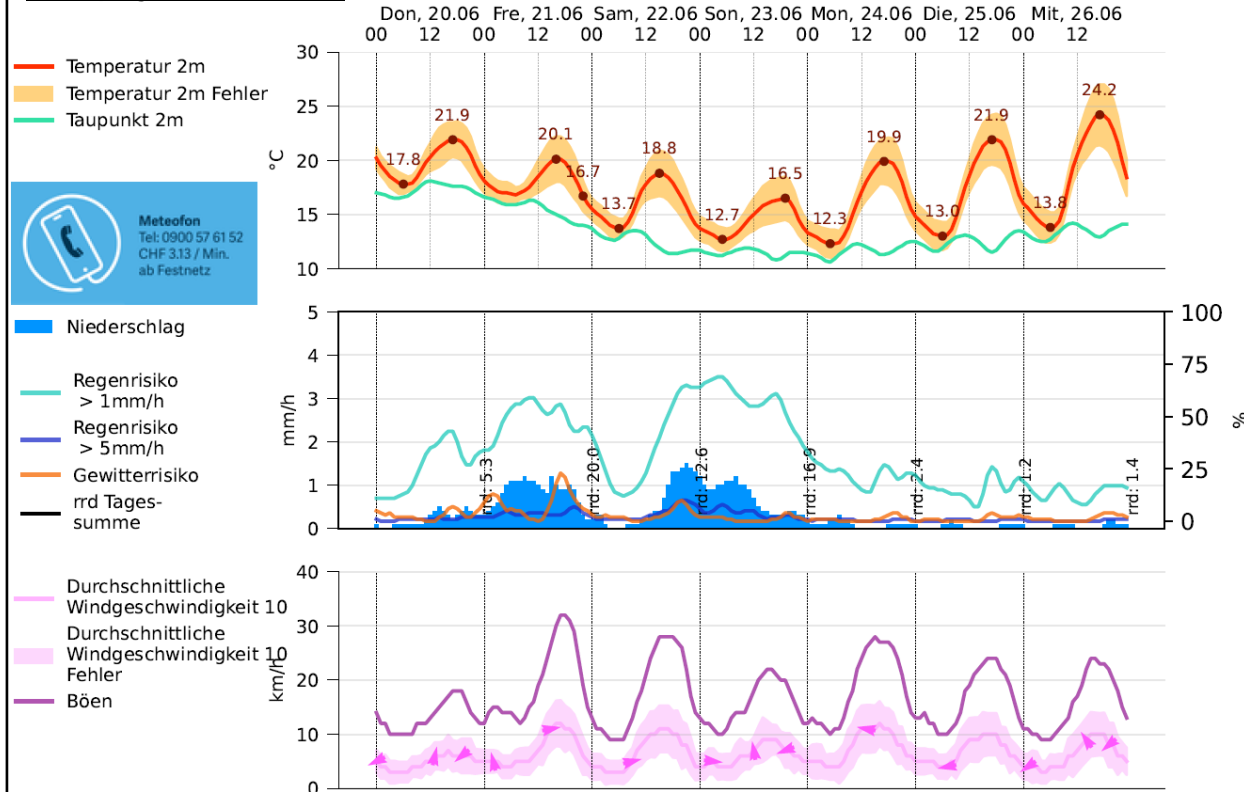 Don, 20.06 Fre, 21.06 Sam, 22.06 Son, 23.06 Mon, 24.06 Die, 25.06 Mit, 26.06
00 12 00 12 00 12 00 12 00 12 00 12 00 12
Temperatur 2m
Temperatur 2m Fehler
Taupunkt 2m
°C
30
25
20
15
10
17.8
21.9
20.1
16.7
13.7
18.8
12.7
16.5
12.3
19.9
13.0
21.9
13.8
24.2
Meteofon
Tel: 0900 57 61 52
CHF 3.13 / Min.
ab Festnetz
Niederschlag
Regenrisiko
> 1mm/h
Regenrisiko
> 5mm/h
Gewitterrisiko
rrd Tages-
summe
mm/h
5
4
3
2
1
0
rrd: 5.3
rrd: 20.0
rrd: 12.6
rrd: 16.9
rrd: 2.4
rrd: 1.2
rrd: 1.4
100
75
50
25
0
%
Durchschnittliche
Windgeschwindigkeit 10
Durchschnittliche
Windgeschwindigkeit 10
Fehler
Böen
km/h
40
30
20
10
0